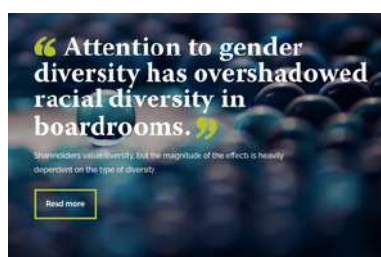 “ Attention to gender
diversity has overshadowed
racial diversity in
boardrooms. ”
Shareholders value diversity, but the magnitude of the effects is heavily
dependent on the type of diversity
Read more